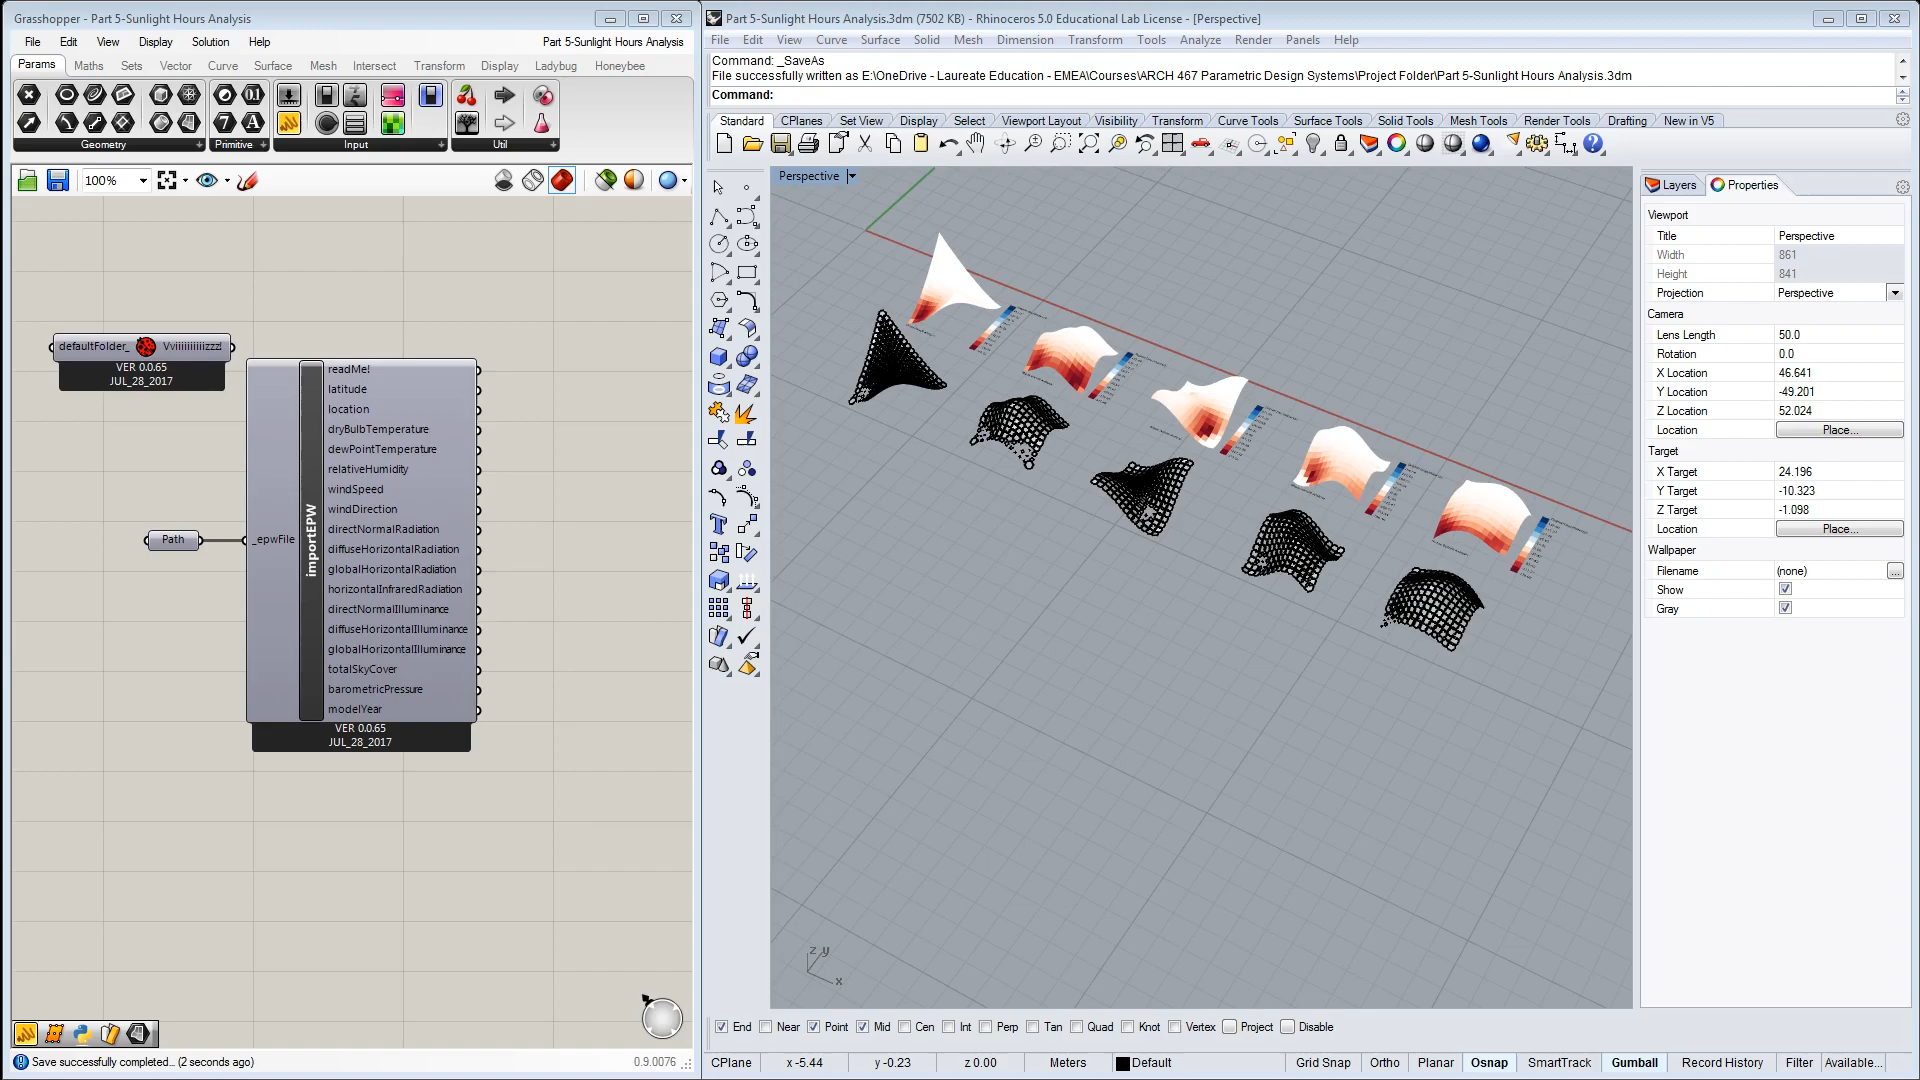 Grasshopper - Part 5-Sunlight Hours Analysis
File Edit View Display Solution Help Part 5-Sunlight Hours Analysis
Params Maths Sets Vector Curve Surface Mesh Intersect Transform Display Ladybug Honeybee
Geometry Primitive Input Util
100%
defaultFolder_ Vviiiiiiiiiizzz!
VER 0.0.65
JUL_28_2017
Path
_epwFile
importEPW
readMe!
latitude
location
dryBulbTemperature
dewPointTemperature
relativeHumidity
windSpeed
windDirection
directNormalRadiation
diffuseHorizontalRadiation
globalHorizontalRadiation
horizontalInfraredRadiation
directNormalIlluminance
diffuseHorizontalIlluminance
globalHorizontalIlluminance
totalSkyCover
barometricPressure
modelYear
VER 0.0.65
JUL_28_2017
Save successfully completed... (2 seconds ago) 0.9.0076
Part 5-Sunlight Hours Analysis.3dm (7502 KB) - Rhinoceros 5.0 Educational Lab License - [Perspective]
File Edit View Curve Surface Solid Mesh Dimension Transform Tools Analyze Render Panels Help
Command: _SaveAs
File successfully written as E:\OneDrive - Laureate Education - EMEA\Courses\ARCH 467 Parametric Design Systems\Project Folder\Part 5-Sunlight Hours Analysis.3dm
Command:
Standard CPlanes Set View Display Select Viewport Layout Visibility Transform Curve Tools Surface Tools Solid Tools Mesh Tools Render Tools Drafting New in V5
Perspective
z y
x
Layers Properties
Viewport
Title Perspective
Width 861
Height 841
Projection Perspective
Camera
Lens Length 50.0
Rotation 0.0
X Location 46.641
Y Location -49.201
Z Location 52.024
Location Place...
Target
X Target 24.196
Y Target -10.323
Z Target -1.098
Location Place...
Wallpaper
Filename (none) ...
Show
Gray
End Near Point Mid Cen Int Perp Tan Quad Knot Vertex Project Disable
CPlane x -5.44 y -0.23 z 0.00 Meters Default Grid Snap Ortho Planar Osnap SmartTrack Gumball Record History Filter Available...